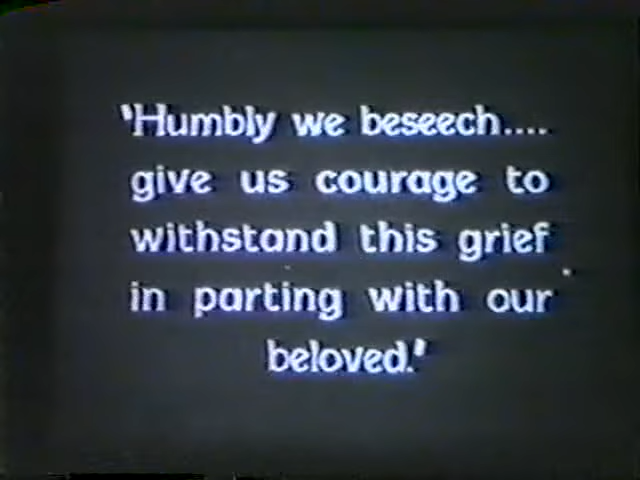 'Humbly we beseech....
give us courage to
withstand this grief
in parting with our
beloved.'